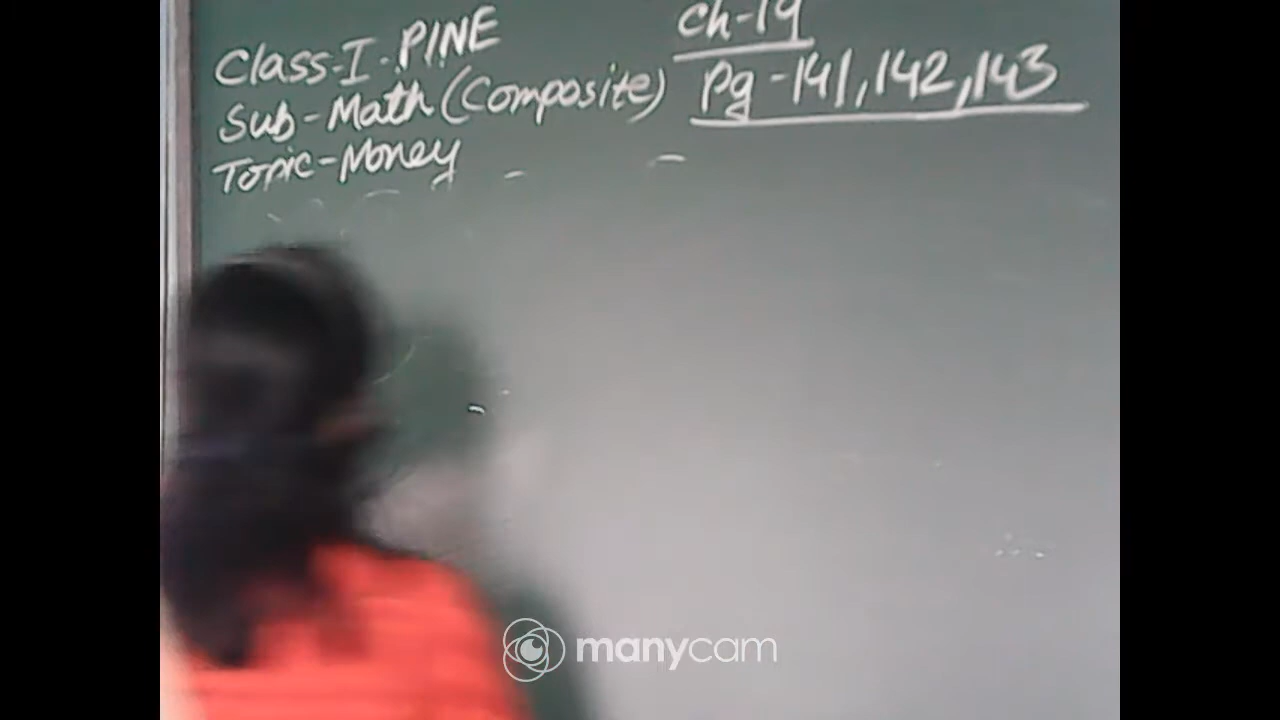 Class-I-PINE
Sub-Math (Composite)
Topic-Money
Ch-19
Pg-141,142,143
manycam